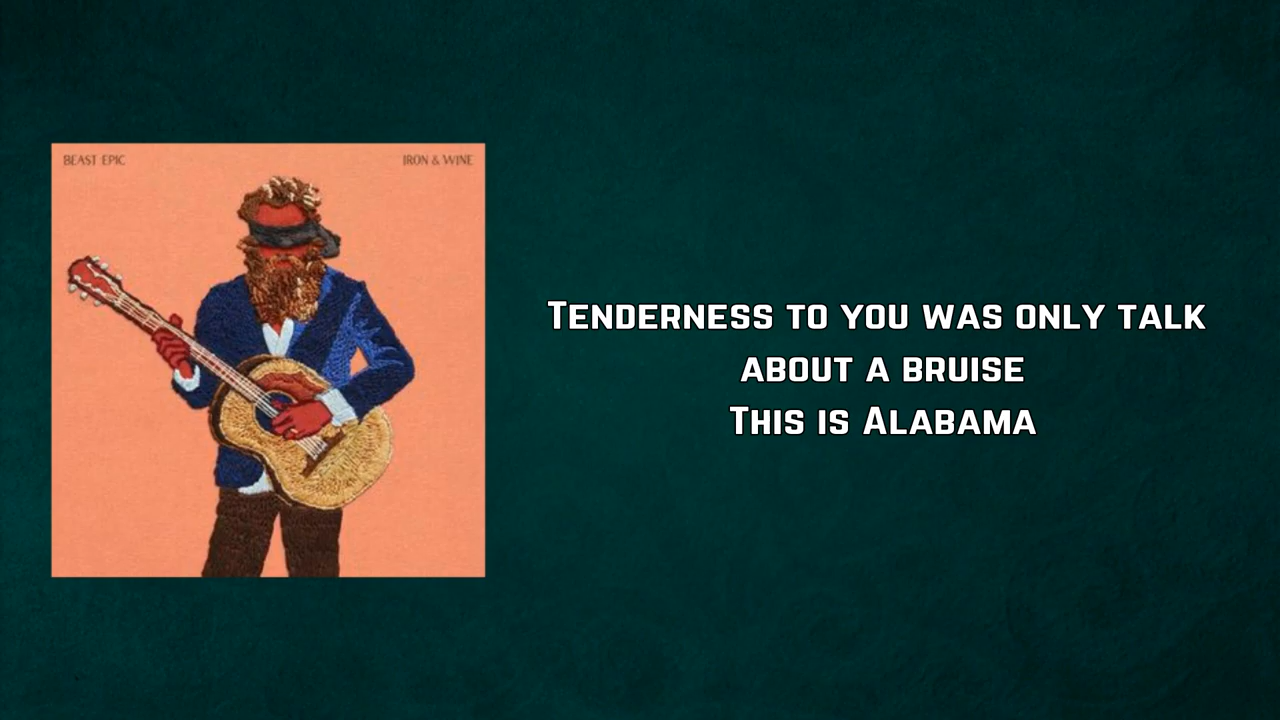 BEAST EPIC
IRON & WINE
Tenderness to you was only talk
about a bruise
This is Alabama